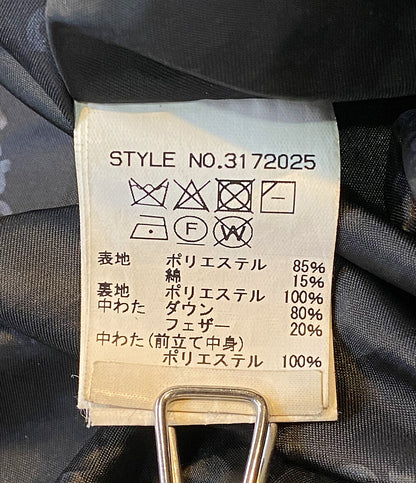 STYLE NO.3172025
F W
表地 ポリエステル 85%
綿 15%
裏地 ポリエステル 100%
中わた ダウン 80%
フェザー 20%
中わた(前立て中身)
ポリエステル 100%